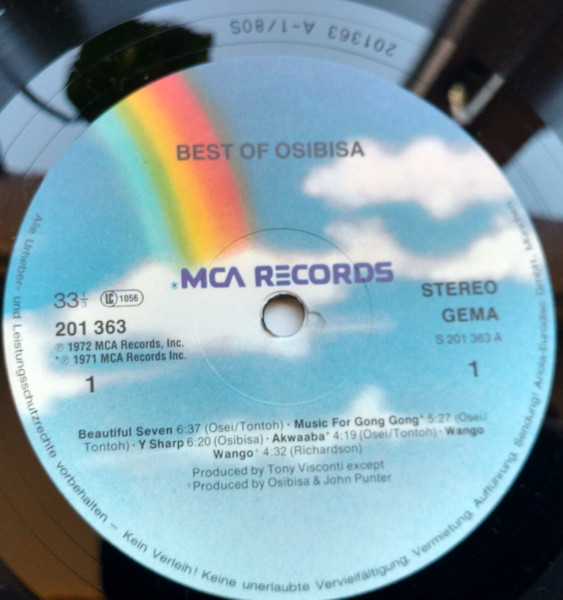 201363 A-1/80S
BEST OF OSIBISA
MCA RECORDS
33⅓ LC 1056
STEREO
201 363
GEMA
℗ 1972 MCA Records, Inc.
S 201 363 A
*℗ 1971 MCA Records Inc.
1
1
Beautiful Seven 6:37 (Osei/Tontoh) · Music For Gong Gong* 5:27 (Osei/
Tontoh) · Y Sharp 6:20 (Osibisa) · Akwaaba* 4:19 (Osei/Tontoh) · Wango
Wango* 4:32 (Richardson)
Produced by Tony Visconti except
*Produced by Osibisa & John Punter
Alle Urheber- und Leistungsschutzrechte vorbehalten – Kein Verleih! Keine unerlaubte Vervielfältigung, Vermietung, Aufführung, Sendung! Ariola-Eurodisc GmbH, München